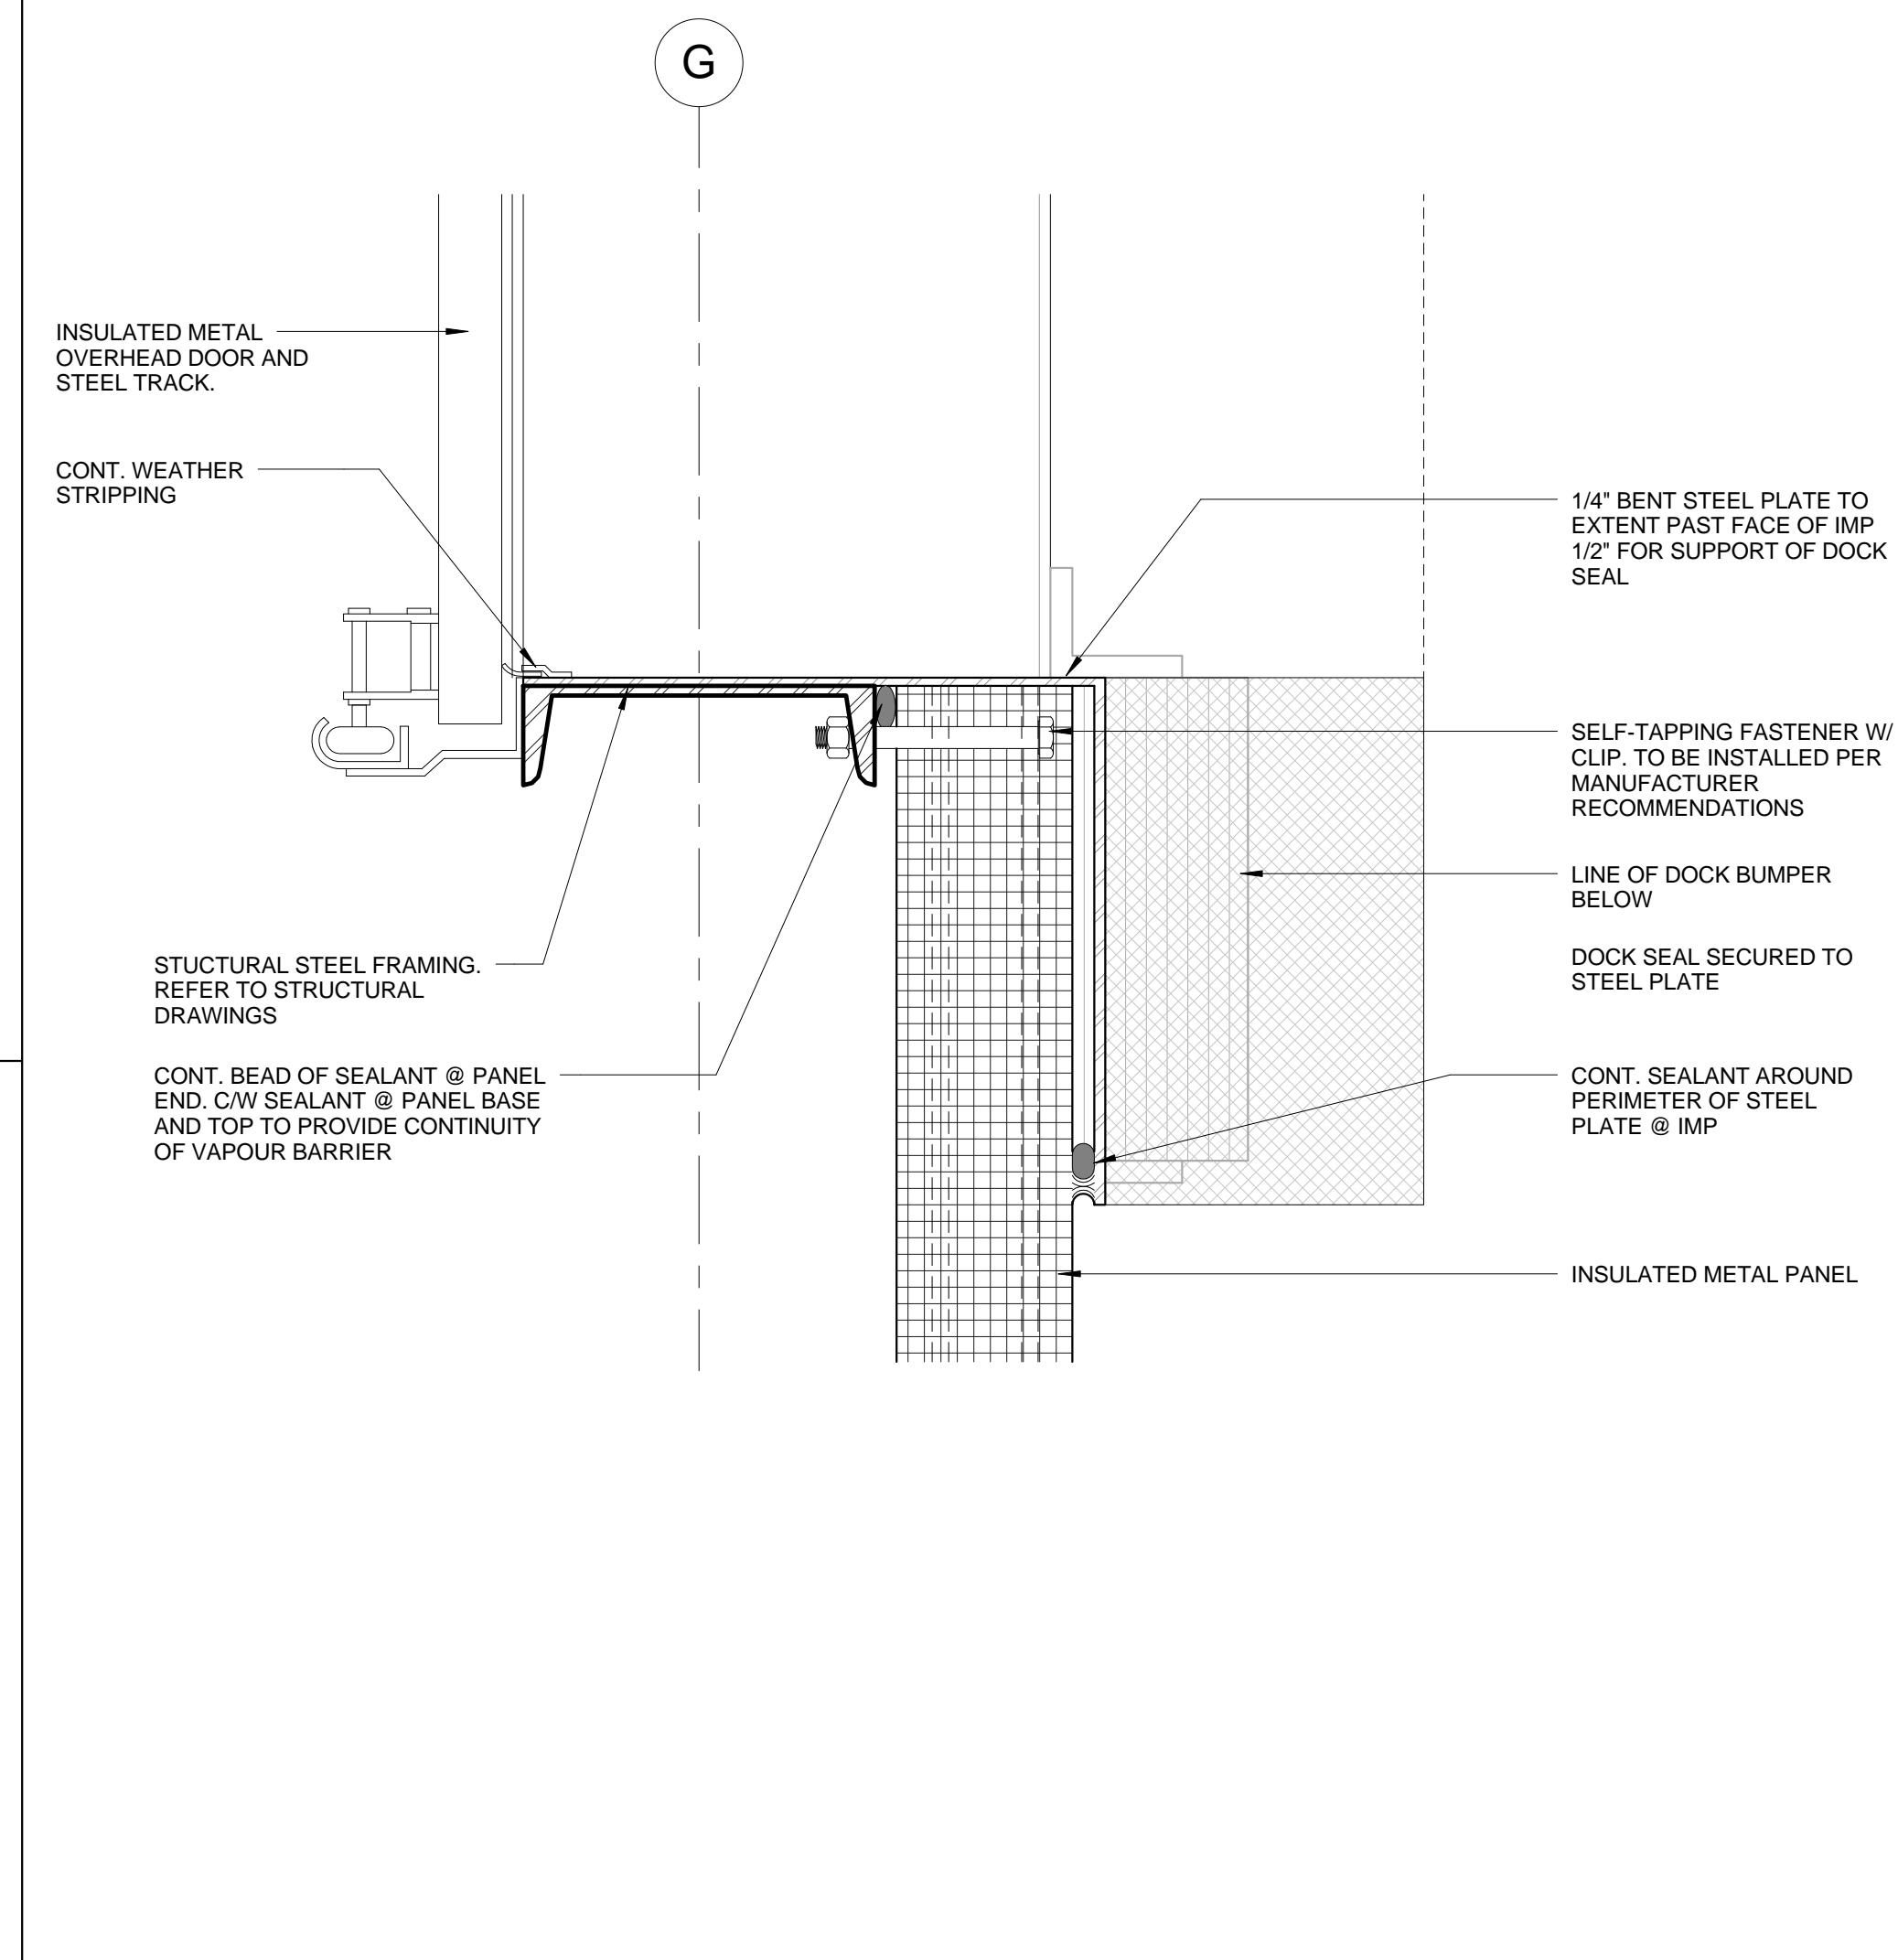 G
INSULATED METAL
OVERHEAD DOOR AND
STEEL TRACK.
CONT. WEATHER
STRIPPING
1/4" BENT STEEL PLATE TO
EXTENT PAST FACE OF IMP
1/2" FOR SUPPORT OF DOCK
SEAL
SELF-TAPPING FASTENER W/
CLIP. TO BE INSTALLED PER
MANUFACTURER
RECOMMENDATIONS
LINE OF DOCK BUMPER
BELOW
DOCK SEAL SECURED TO
STEEL PLATE
STUCTURAL STEEL FRAMING.
REFER TO STRUCTURAL
DRAWINGS
CONT. BEAD OF SEALANT @ PANEL
END. C/W SEALANT @ PANEL BASE
AND TOP TO PROVIDE CONTINUITY
OF VAPOUR BARRIER
CONT. SEALANT AROUND
PERIMETER OF STEEL
PLATE @ IMP
INSULATED METAL PANEL